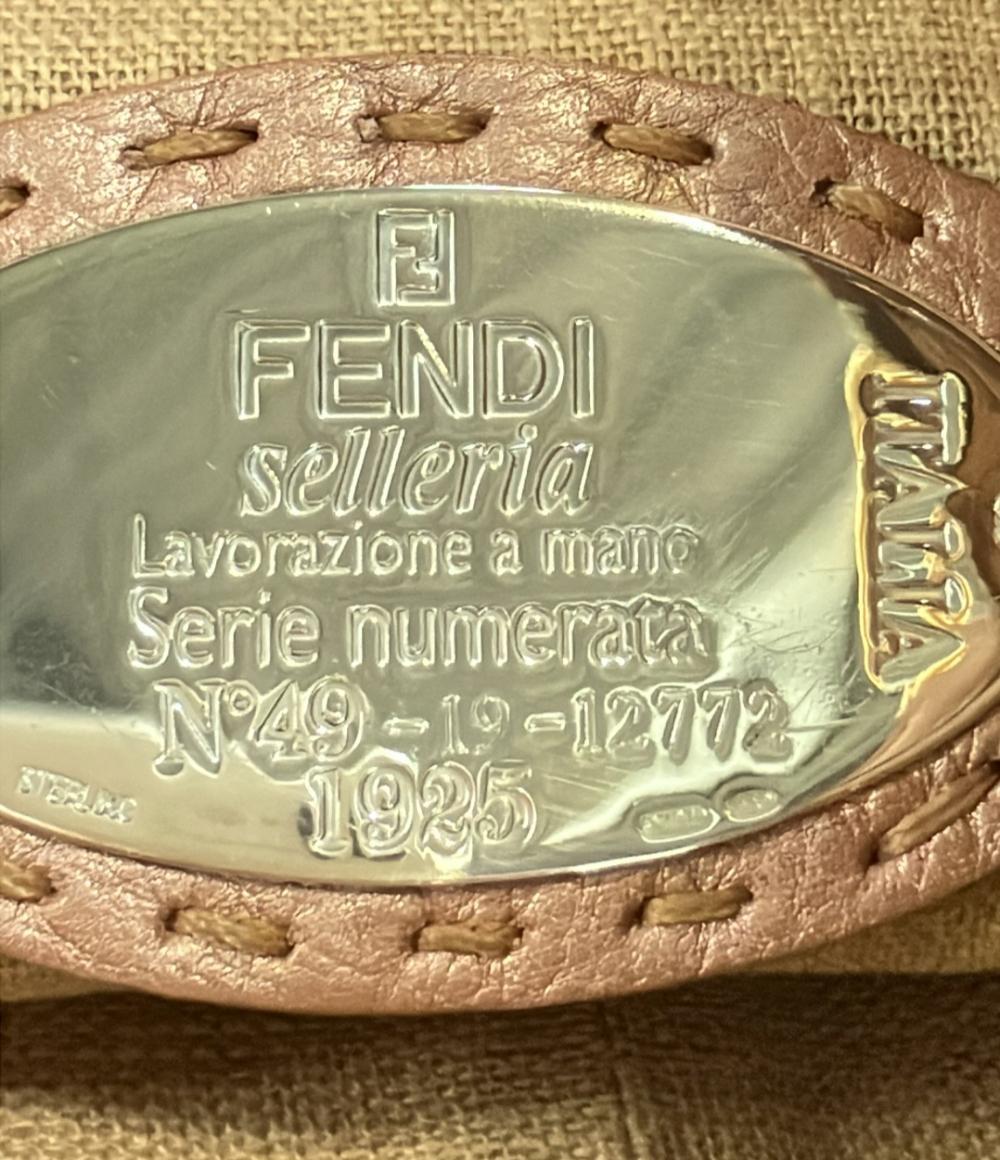 FENDI
selleria
Lavorazione a mano
Serie numerata
N°49-19-12772
1925
STERLING
ITALIA